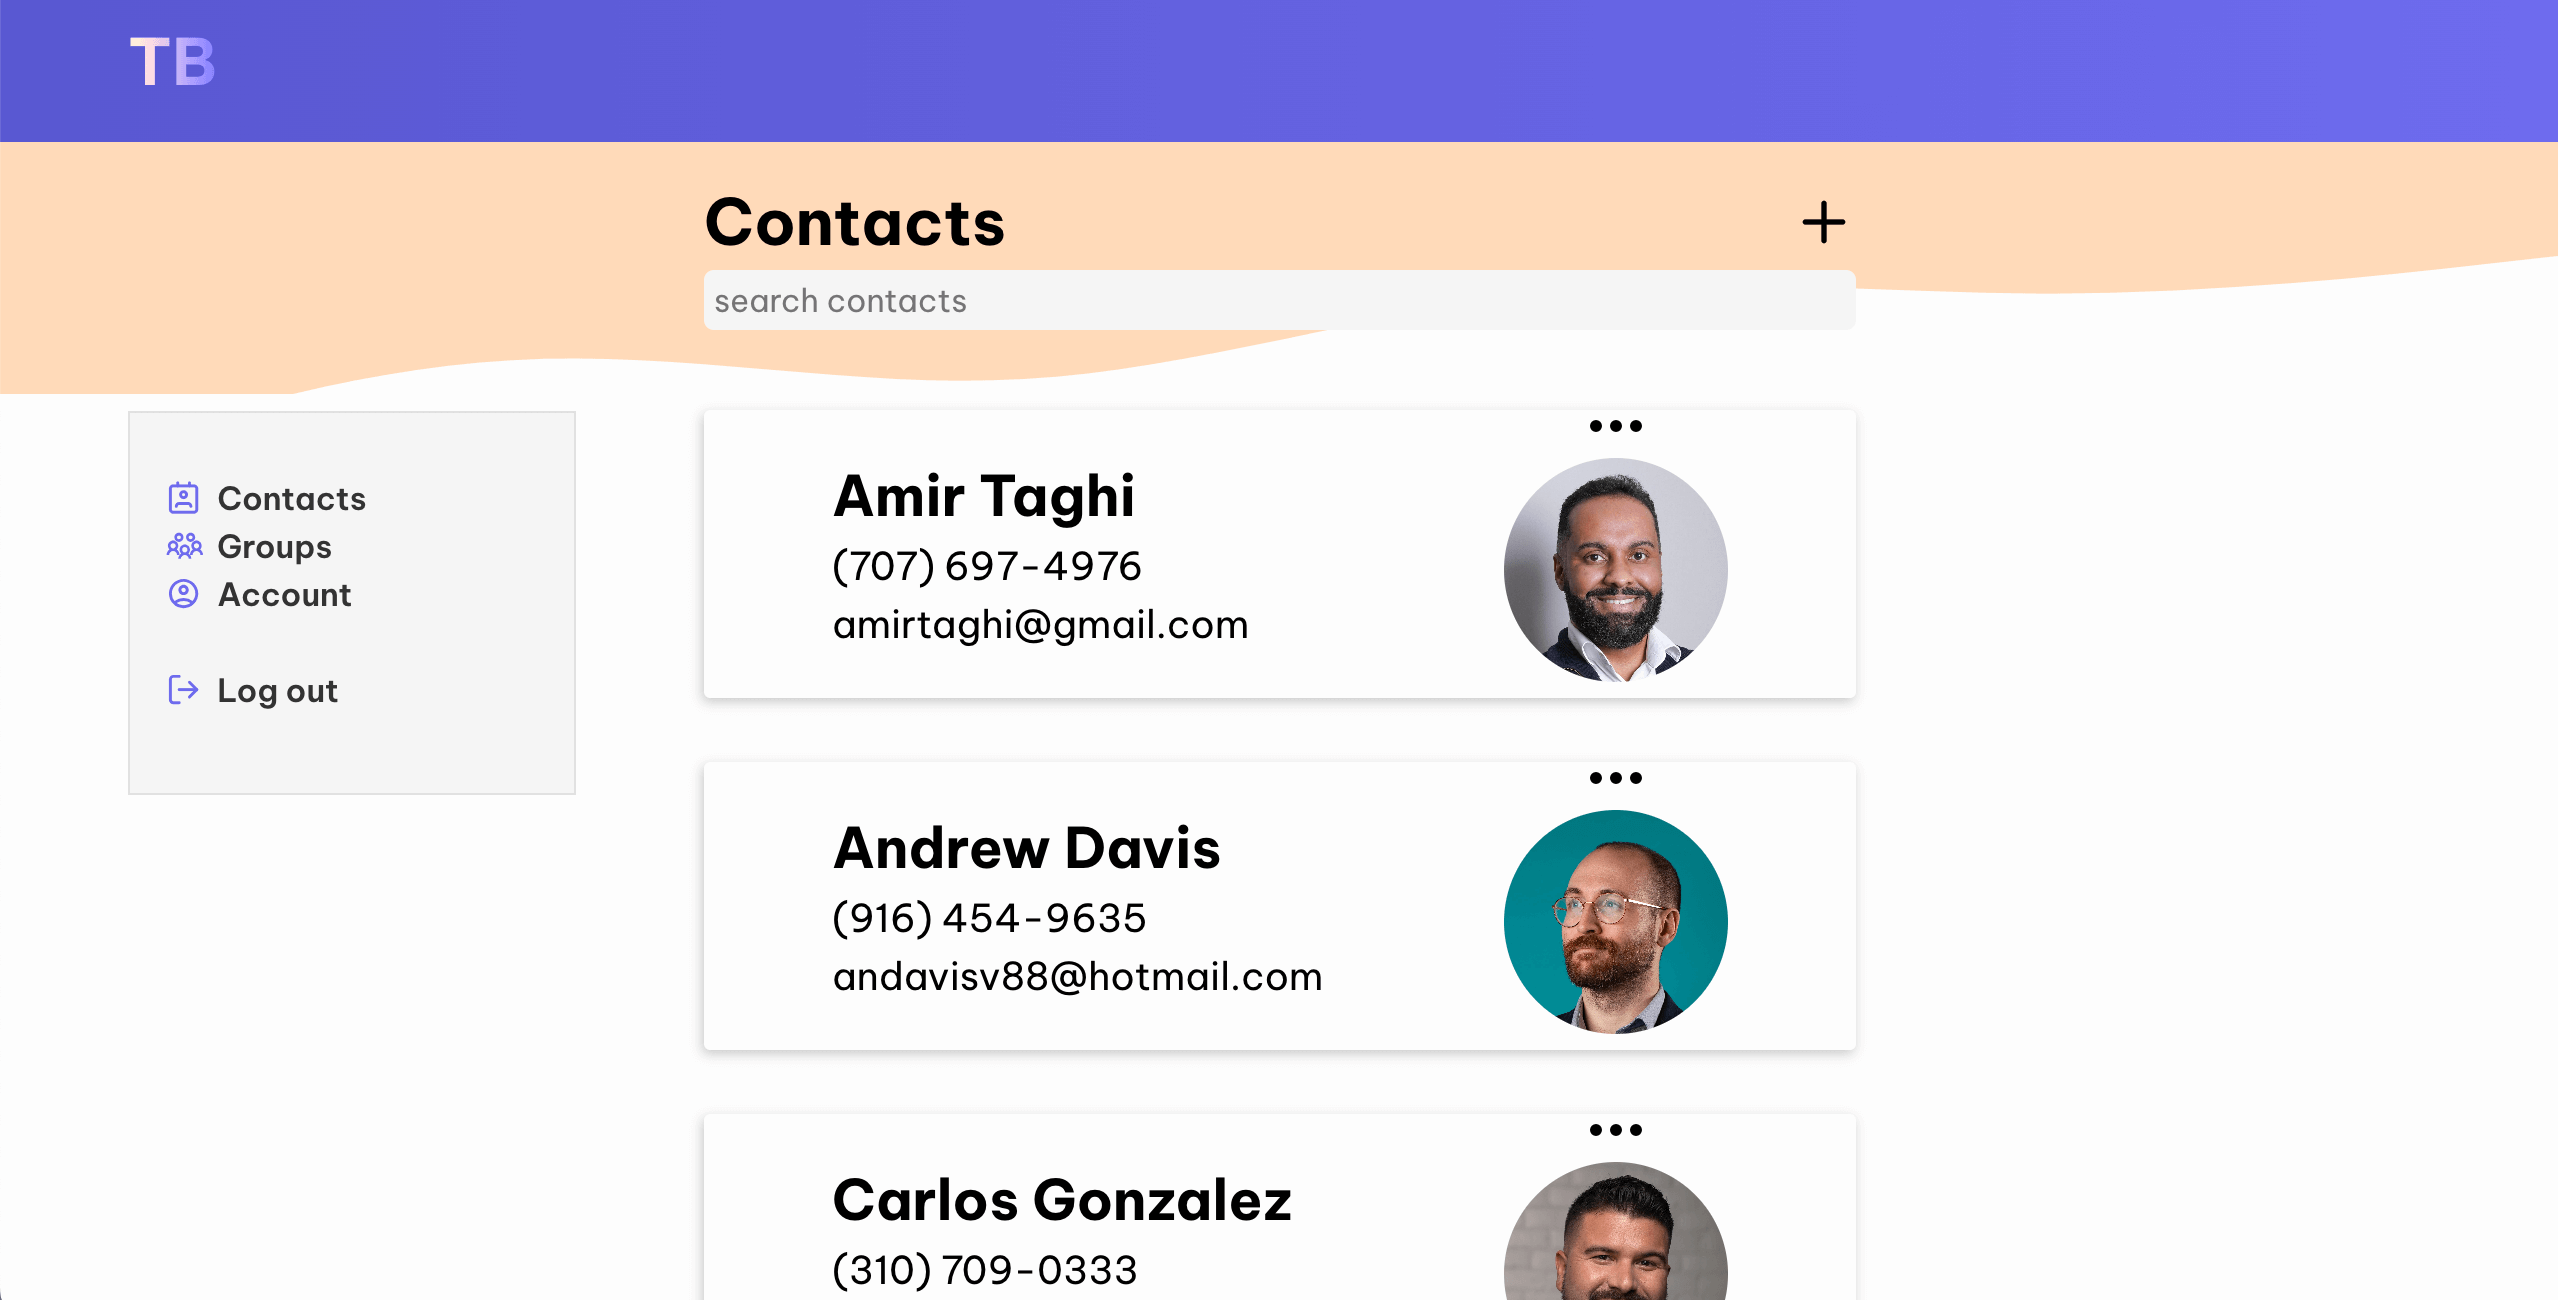 TB
Contacts
search contacts
Contacts
Groups
Account
Log out
Amir Taghi
(707) 697-4976
amirtaghi@gmail.com
Andrew Davis
(916) 454-9635
andavisv88@hotmail.com
Carlos Gonzalez
(310) 709-0333